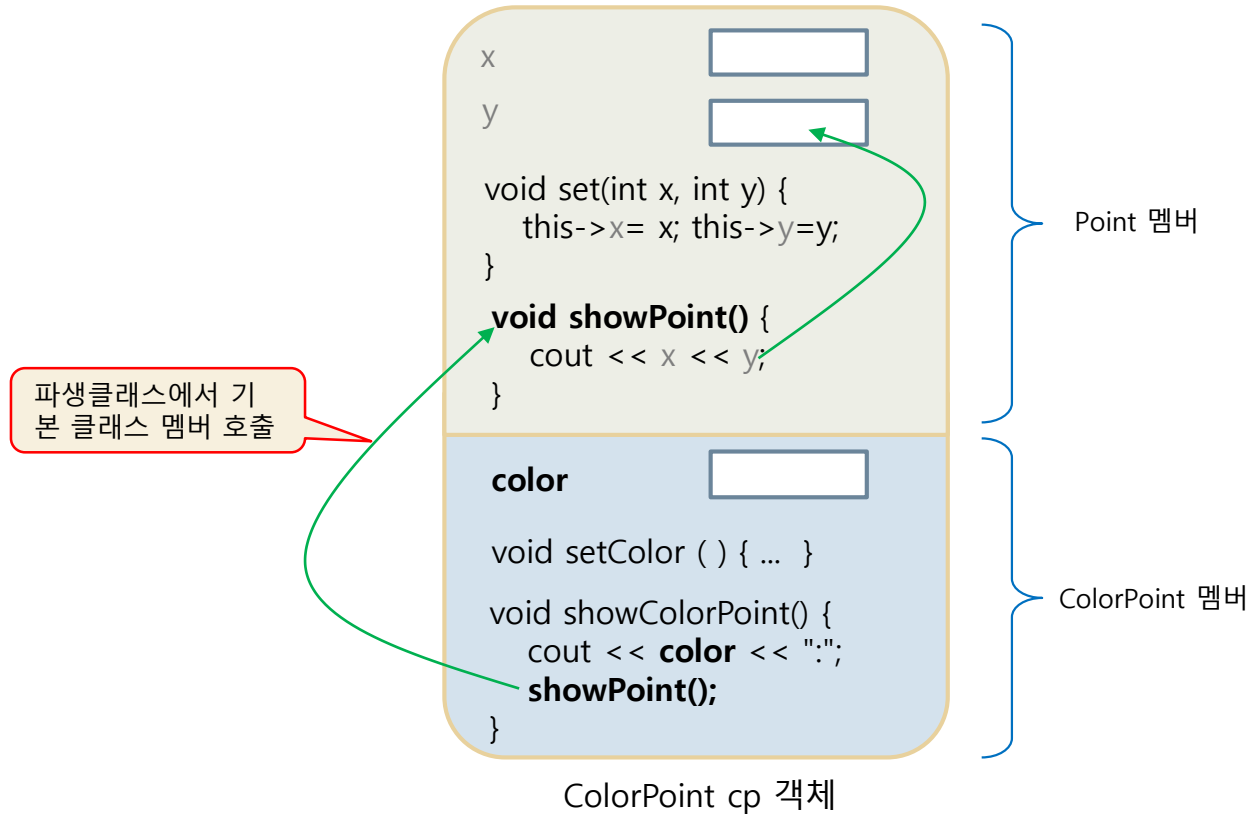 x
y
void set(int x, int y) {
this->x= x; this->y=y;
}
void showPoint() {
cout << x << y;
}
Point 멤버
파생클래스에서 기
본 클래스 멤버 호출
color
void setColor ( ) { ... }
void showColorPoint() {
cout << color << ":";
showPoint();
}
ColorPoint 멤버
ColorPoint cp 객체